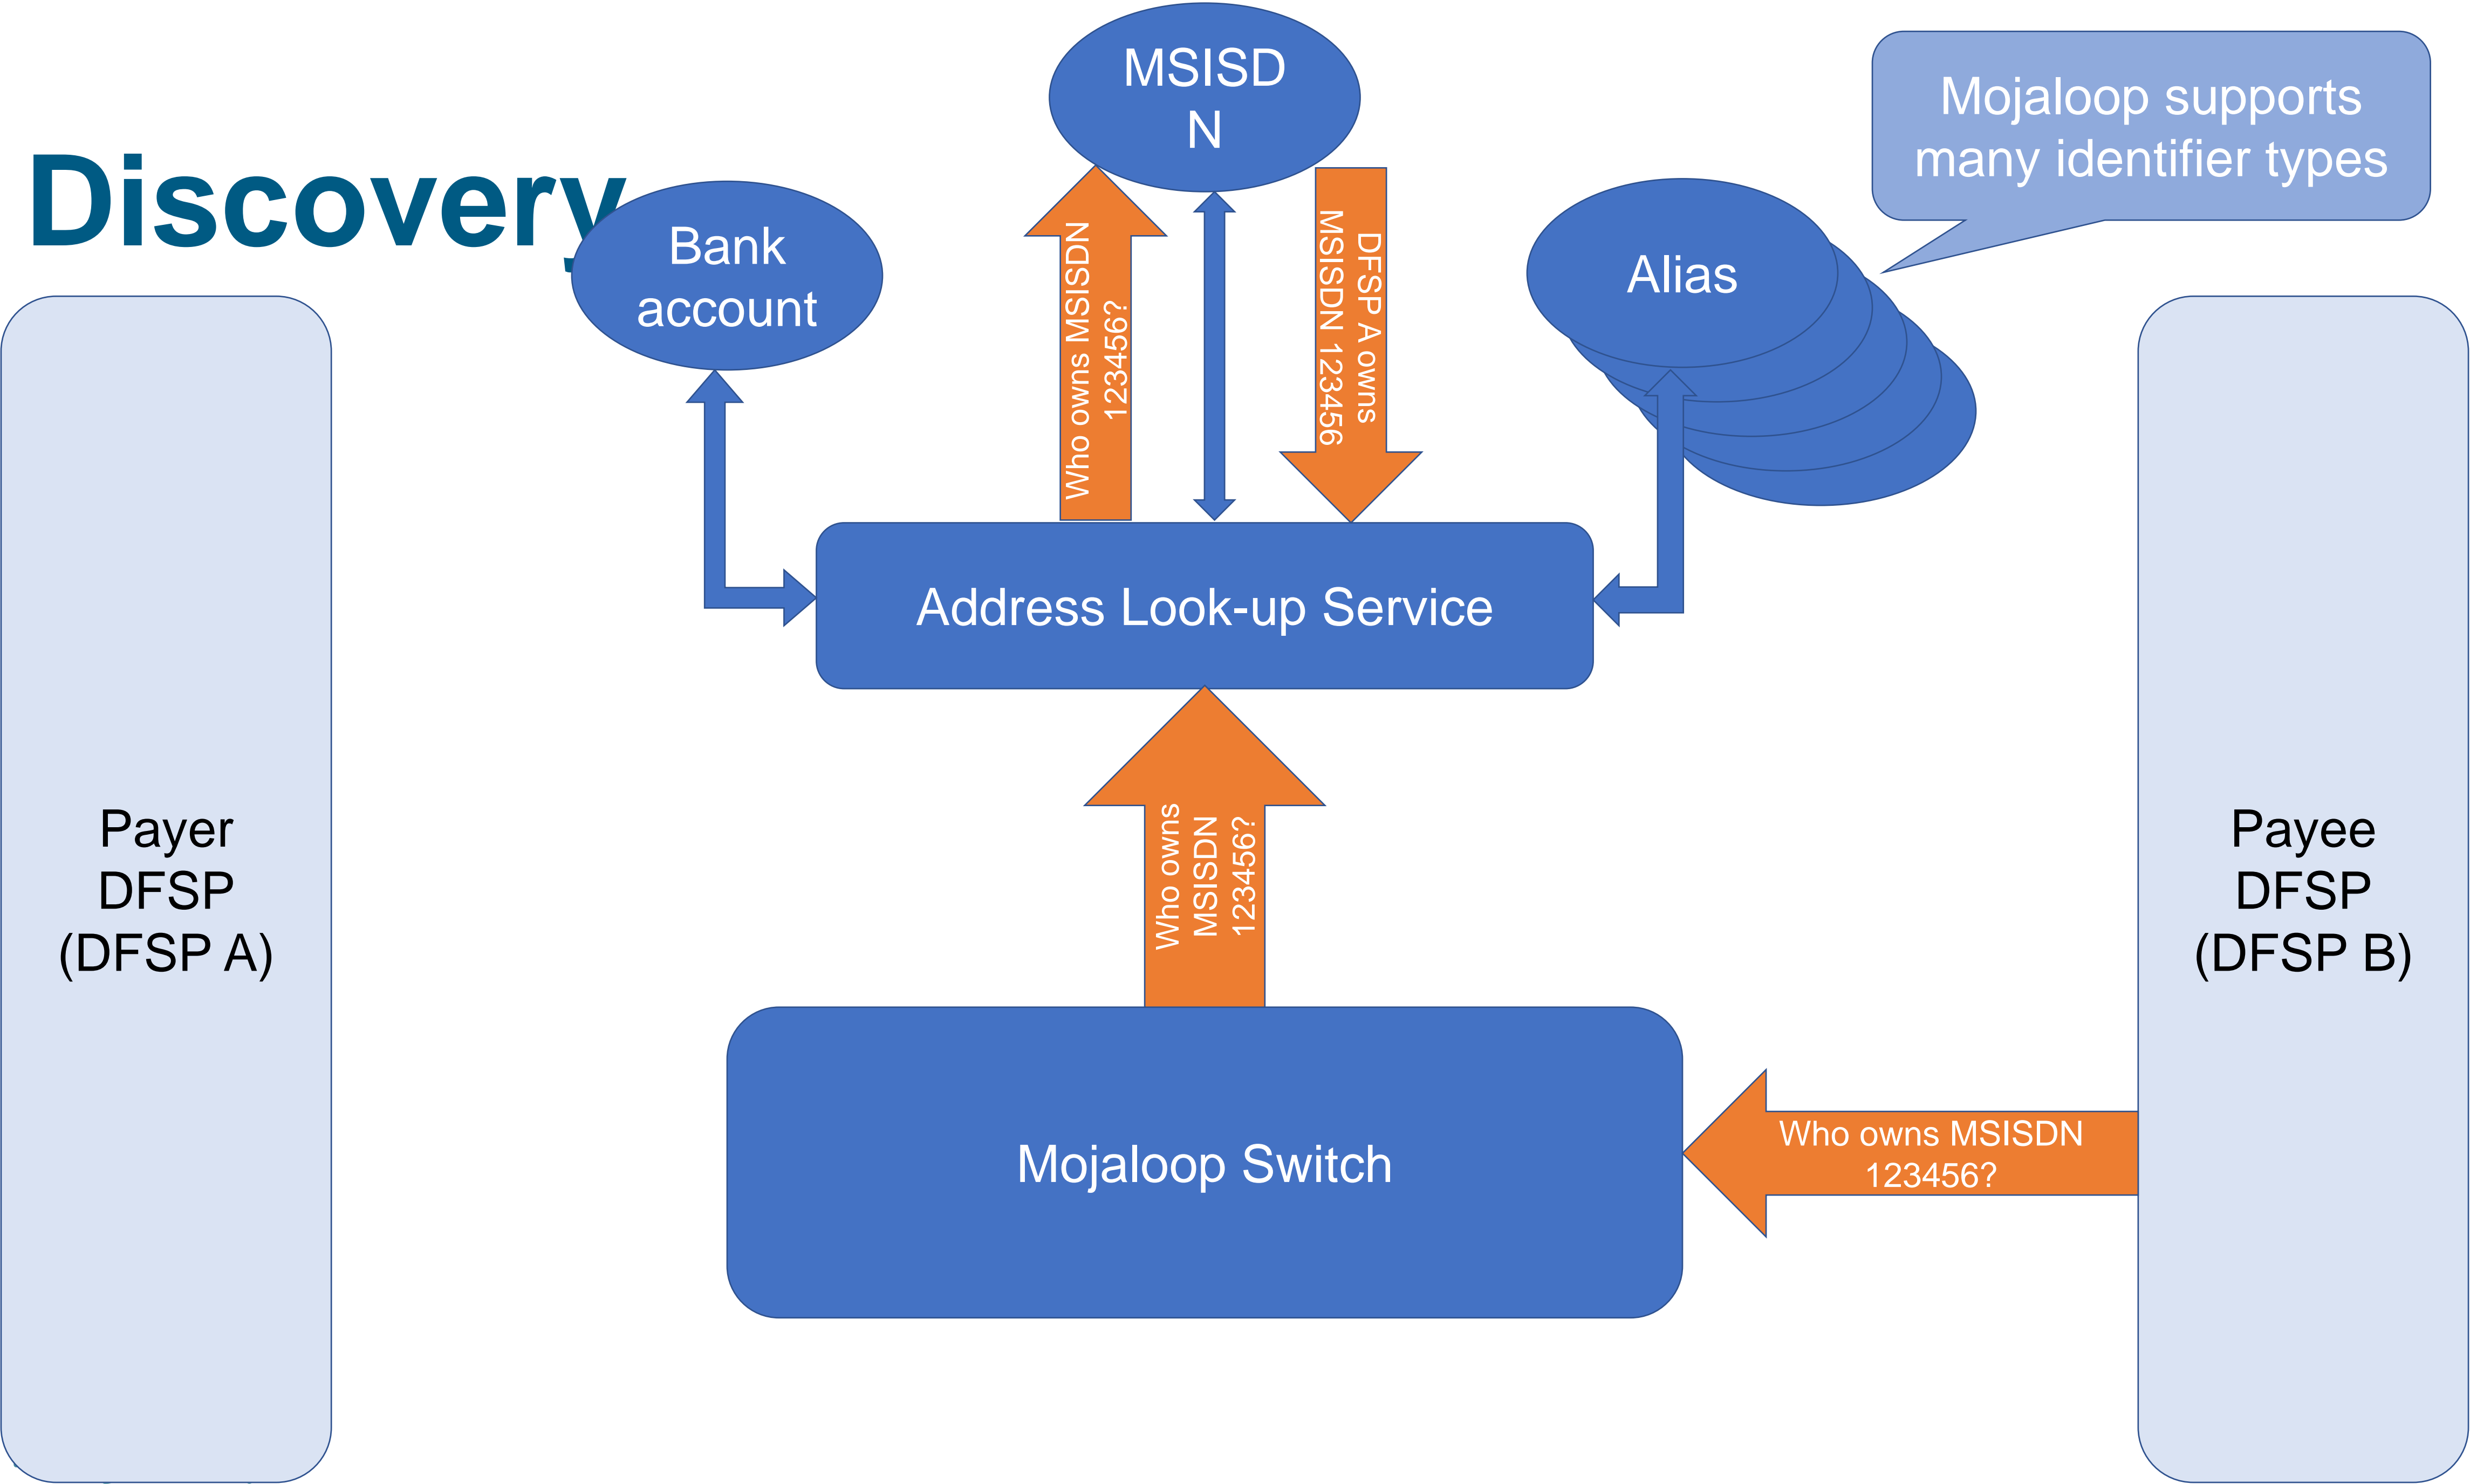 Discovery
MSISD
N
Mojaloop supports
many identifier types
Bank
account
Alias
Who owns MSISDN
123456?
DFSP A owns
MSISDN 123456
Address Look-up Service
Payer
DFSP
(DFSP A)
Who owns
MSISDN
123456?
Payee
DFSP
(DFSP B)
Mojaloop Switch
Who owns MSISDN
123456?